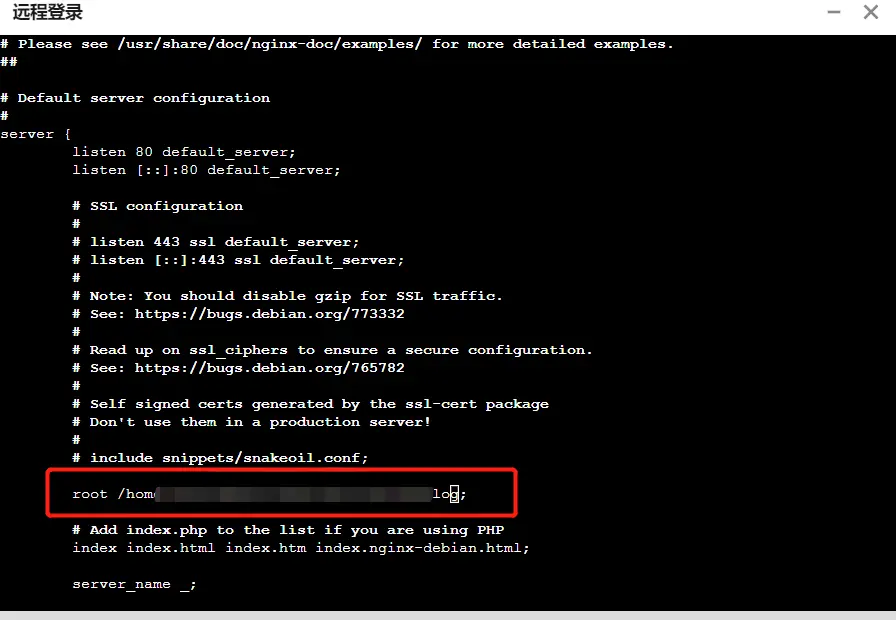 远程登录
# Please see /usr/share/doc/nginx-doc/examples/ for more detailed examples.
##
# Default server configuration
#
server {
listen 80 default_server;
listen [::]:80 default_server;
# SSL configuration
#
# listen 443 ssl default_server;
# listen [::]:443 ssl default_server;
#
# Note: You should disable gzip for SSL traffic.
# See: https://bugs.debian.org/773332
#
# Read up on ssl_ciphers to ensure a secure configuration.
# See: https://bugs.debian.org/765782
#
# Self signed certs generated by the ssl-cert package
# Don't use them in a production server!
#
# include snippets/snakeoil.conf;
root /hom log;
# Add index.php to the list if you are using PHP
index index.html index.htm index.nginx-debian.html;
server_name _;